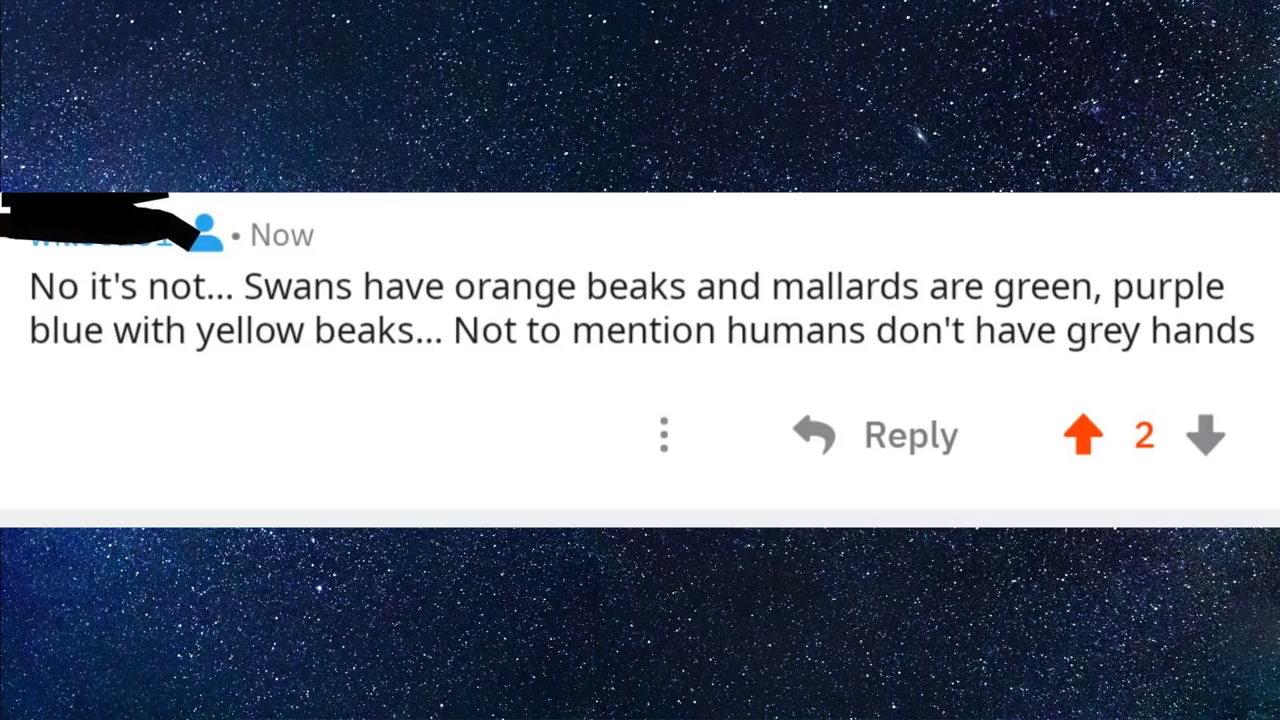 • Now
No it's not... Swans have orange beaks and mallards are green, purple
blue with yellow beaks... Not to mention humans don't have grey hands
Reply 2